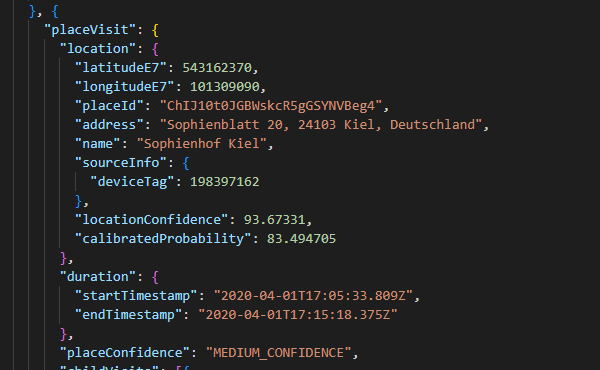 }, {
"placeVisit": {
"location": {
"latitudeE7": 543162370,
"longitudeE7": 101309090,
"placeId": "ChIJ10t0JGBWskcR5gGSYNVBeg4",
"address": "Sophienblatt 20, 24103 Kiel, Deutschland",
"name": "Sophienhof Kiel",
"sourceInfo": {
"deviceTag": 198397162
},
"locationConfidence": 93.67331,
"calibratedProbability": 83.494705
},
"duration": {
"startTimestamp": "2020-04-01T17:05:33.809Z",
"endTimestamp": "2020-04-01T17:15:18.375Z"
},
"placeConfidence": "MEDIUM_CONFIDENCE",
"childVisits": [{